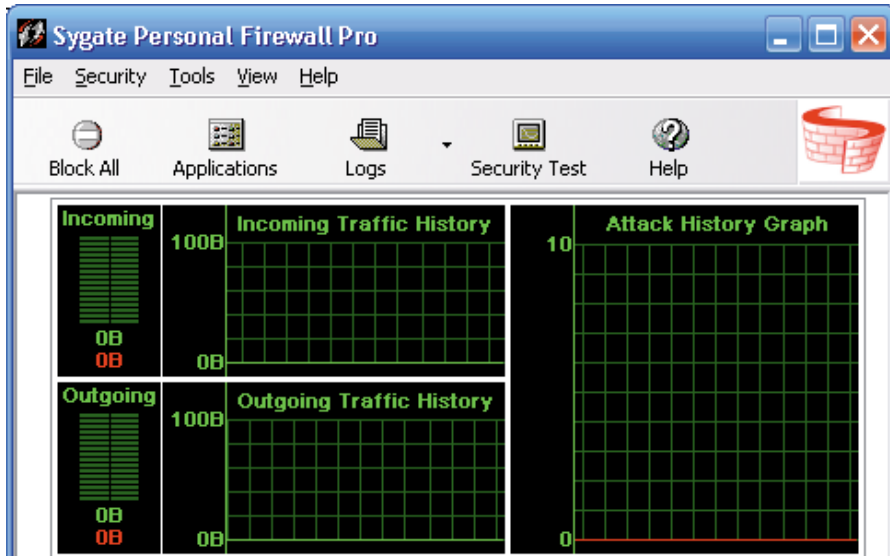 Sygate Personal Firewall Pro
File Security Tools View Help
Block All Applications Logs Security Test Help
Incoming
0B
0B
Incoming Traffic History
100B
0B
Attack History Graph
10
0
Outgoing
0B
0B
Outgoing Traffic History
100B
0B